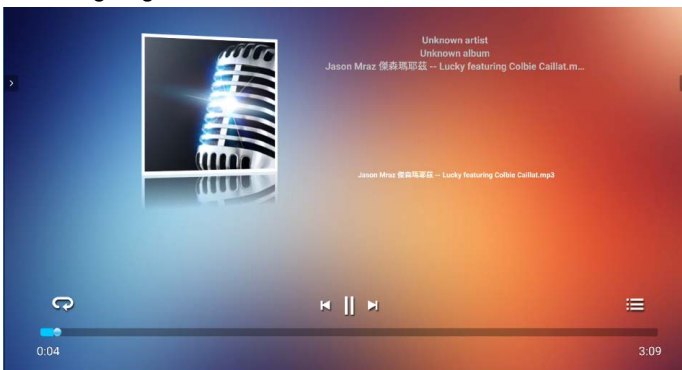 Unknown artist
Unknown album
Jason Mraz 傑森瑪耶茲 -- Lucky featuring Colbie Caillat.m...
Jason Mraz 傑森瑪耶茲 -- Lucky featuring Colbie Caillat.mp3
0:04
3:09